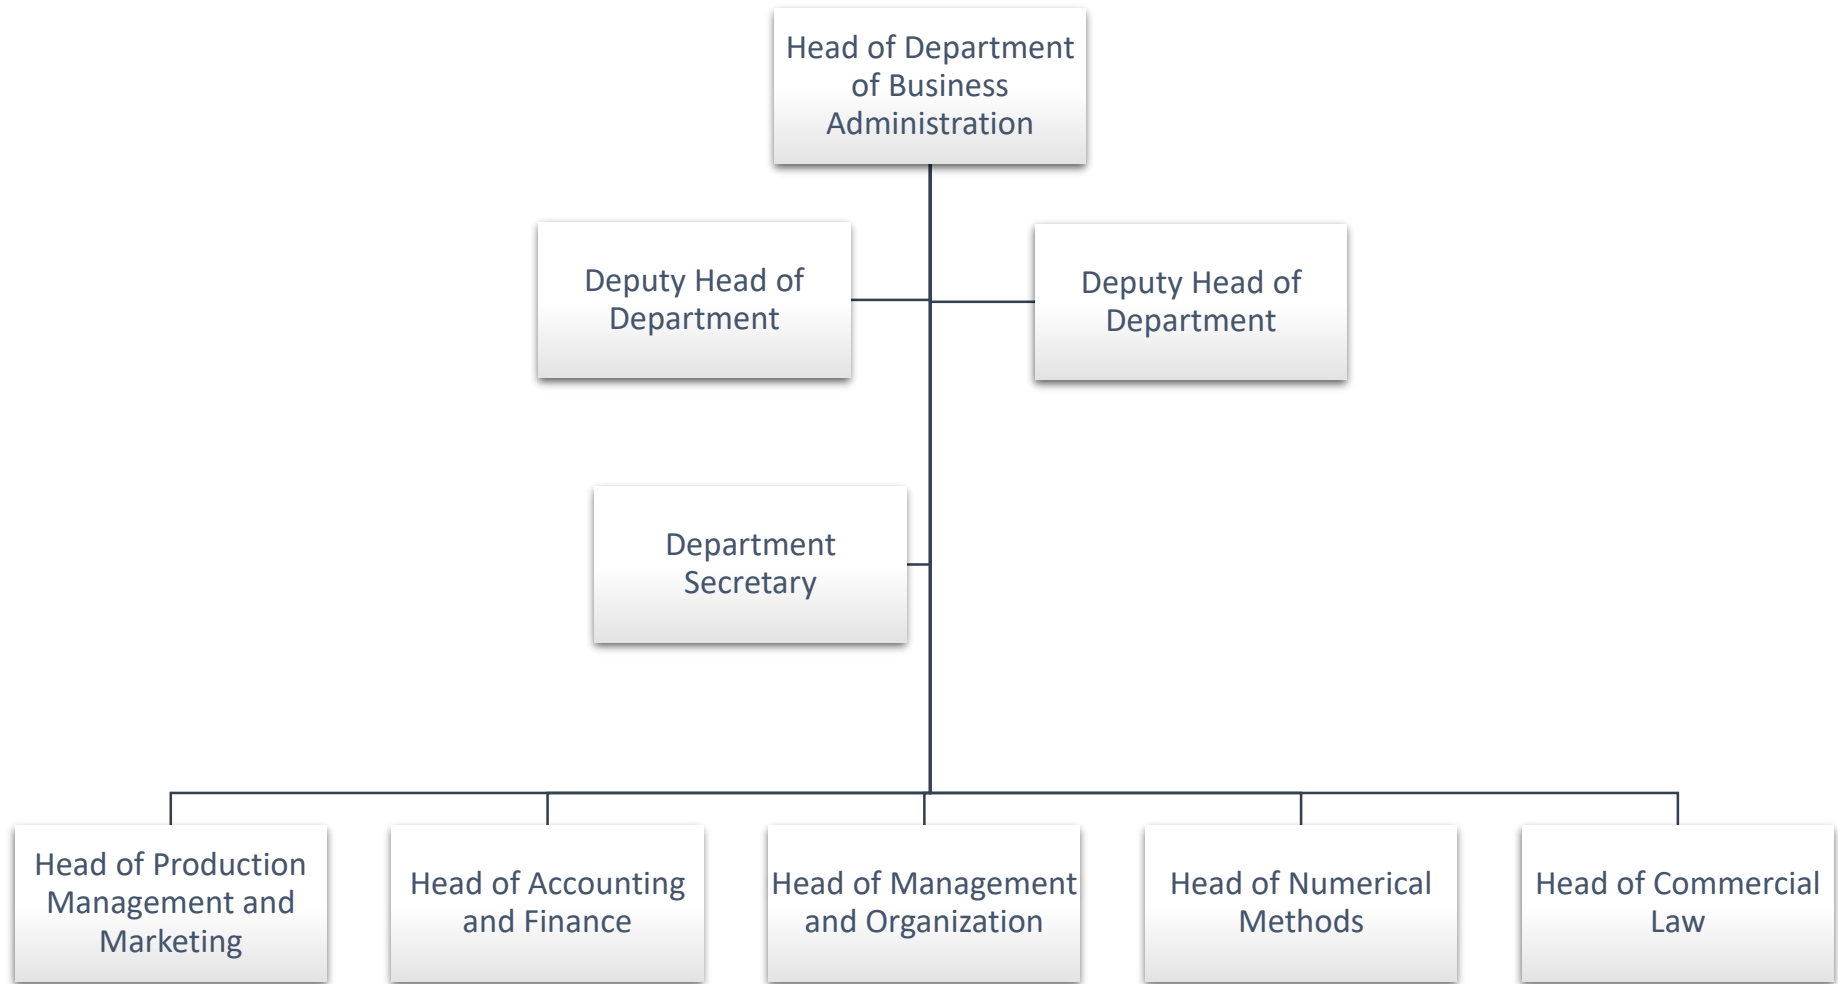 Head of Department
of Business
Administration
Deputy Head of
Department
Deputy Head of
Department
Department
Secretary
Head of Production
Management and
Marketing
Head of Accounting
and Finance
Head of Management
and Organization
Head of Numerical
Methods
Head of Commercial
Law